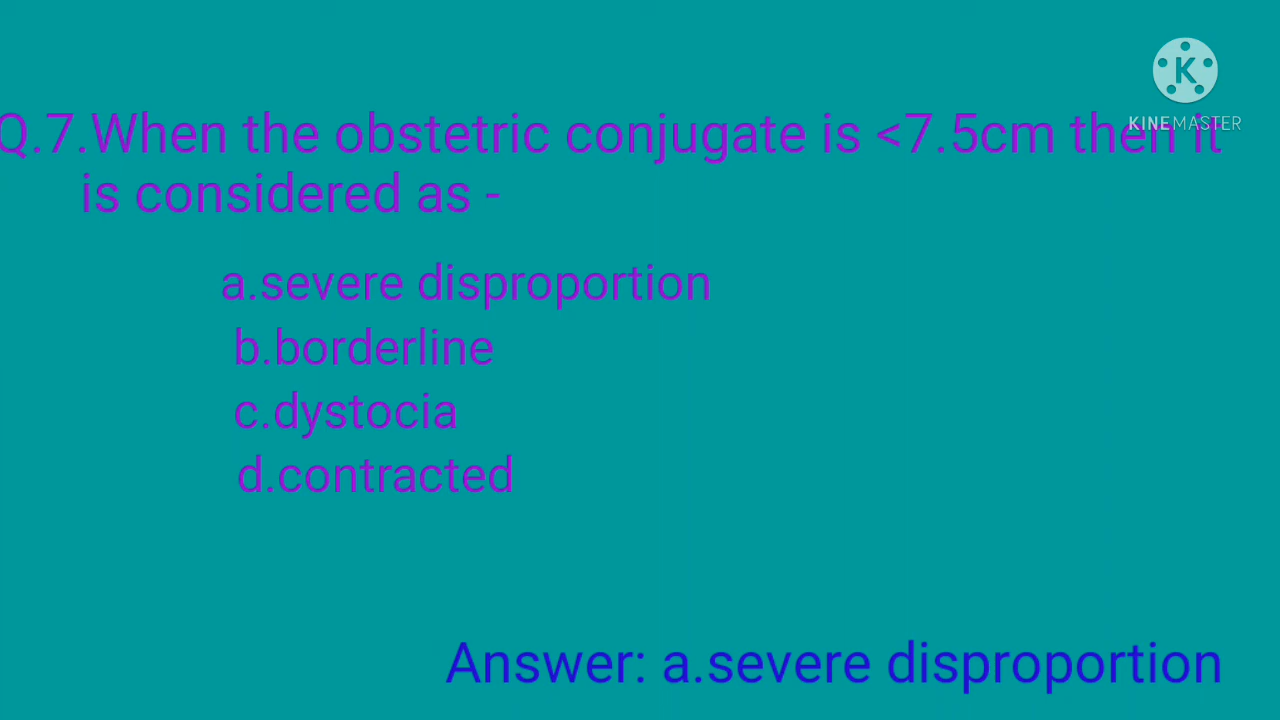 KINEMASTER
Q.7.When the obstetric conjugate is <7.5cm then it
is considered as -
a.severe disproportion
b.borderline
c.dystocia
d.contracted
Answer: a.severe disproportion